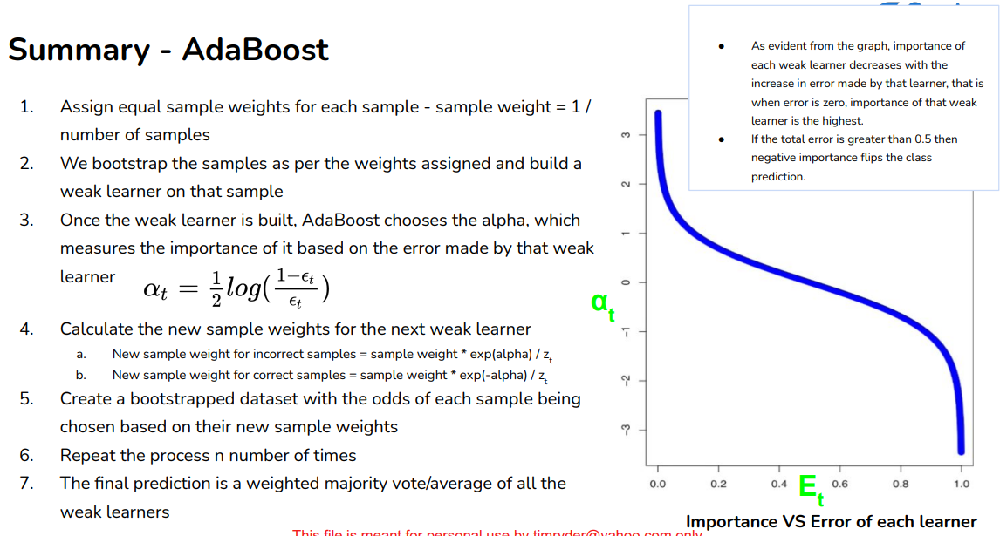 Summary - AdaBoost
1. Assign equal sample weights for each sample - sample weight = 1 /
number of samples
2. We bootstrap the samples as per the weights assigned and build a
weak learner on that sample
3. Once the weak learner is built, AdaBoost chooses the alpha, which
measures the importance of it based on the error made by that weak
learner αₜ = 1/2 log((1−ϵₜ)/ϵₜ)
4. Calculate the new sample weights for the next weak learner
a. New sample weight for incorrect samples = sample weight * exp(alpha) / zₜ
b. New sample weight for correct samples = sample weight * exp(-alpha) / zₜ
5. Create a bootstrapped dataset with the odds of each sample being
chosen based on their new sample weights
6. Repeat the process n number of times
7. The final prediction is a weighted majority vote/average of all the
weak learners
● As evident from the graph, importance of
each weak learner decreases with the
increase in error made by that learner, that is
when error is zero, importance of that weak
learner is the highest.
● If the total error is greater than 0.5 then
negative importance flips the class
prediction.
3
2
1
0
-1
-2
-3
αₜ
0.0 0.2 0.4 0.6 0.8 1.0
Eₜ
Importance VS Error of each learner
This file is meant for personal use by timryder@yahoo.com only.